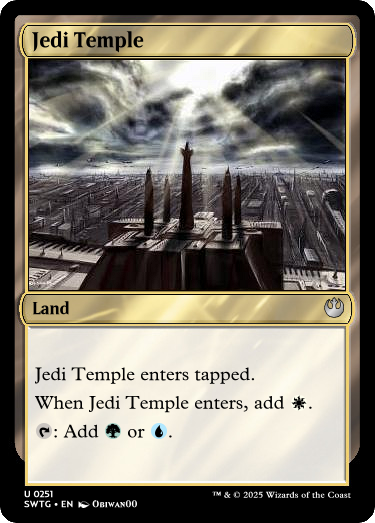 Jedi Temple
Land
Jedi Temple enters tapped.
When Jedi Temple enters, add .
: Add or .
U 0251
SWTG • EN Obiwan00
™ & © 2025 Wizards of the Coast